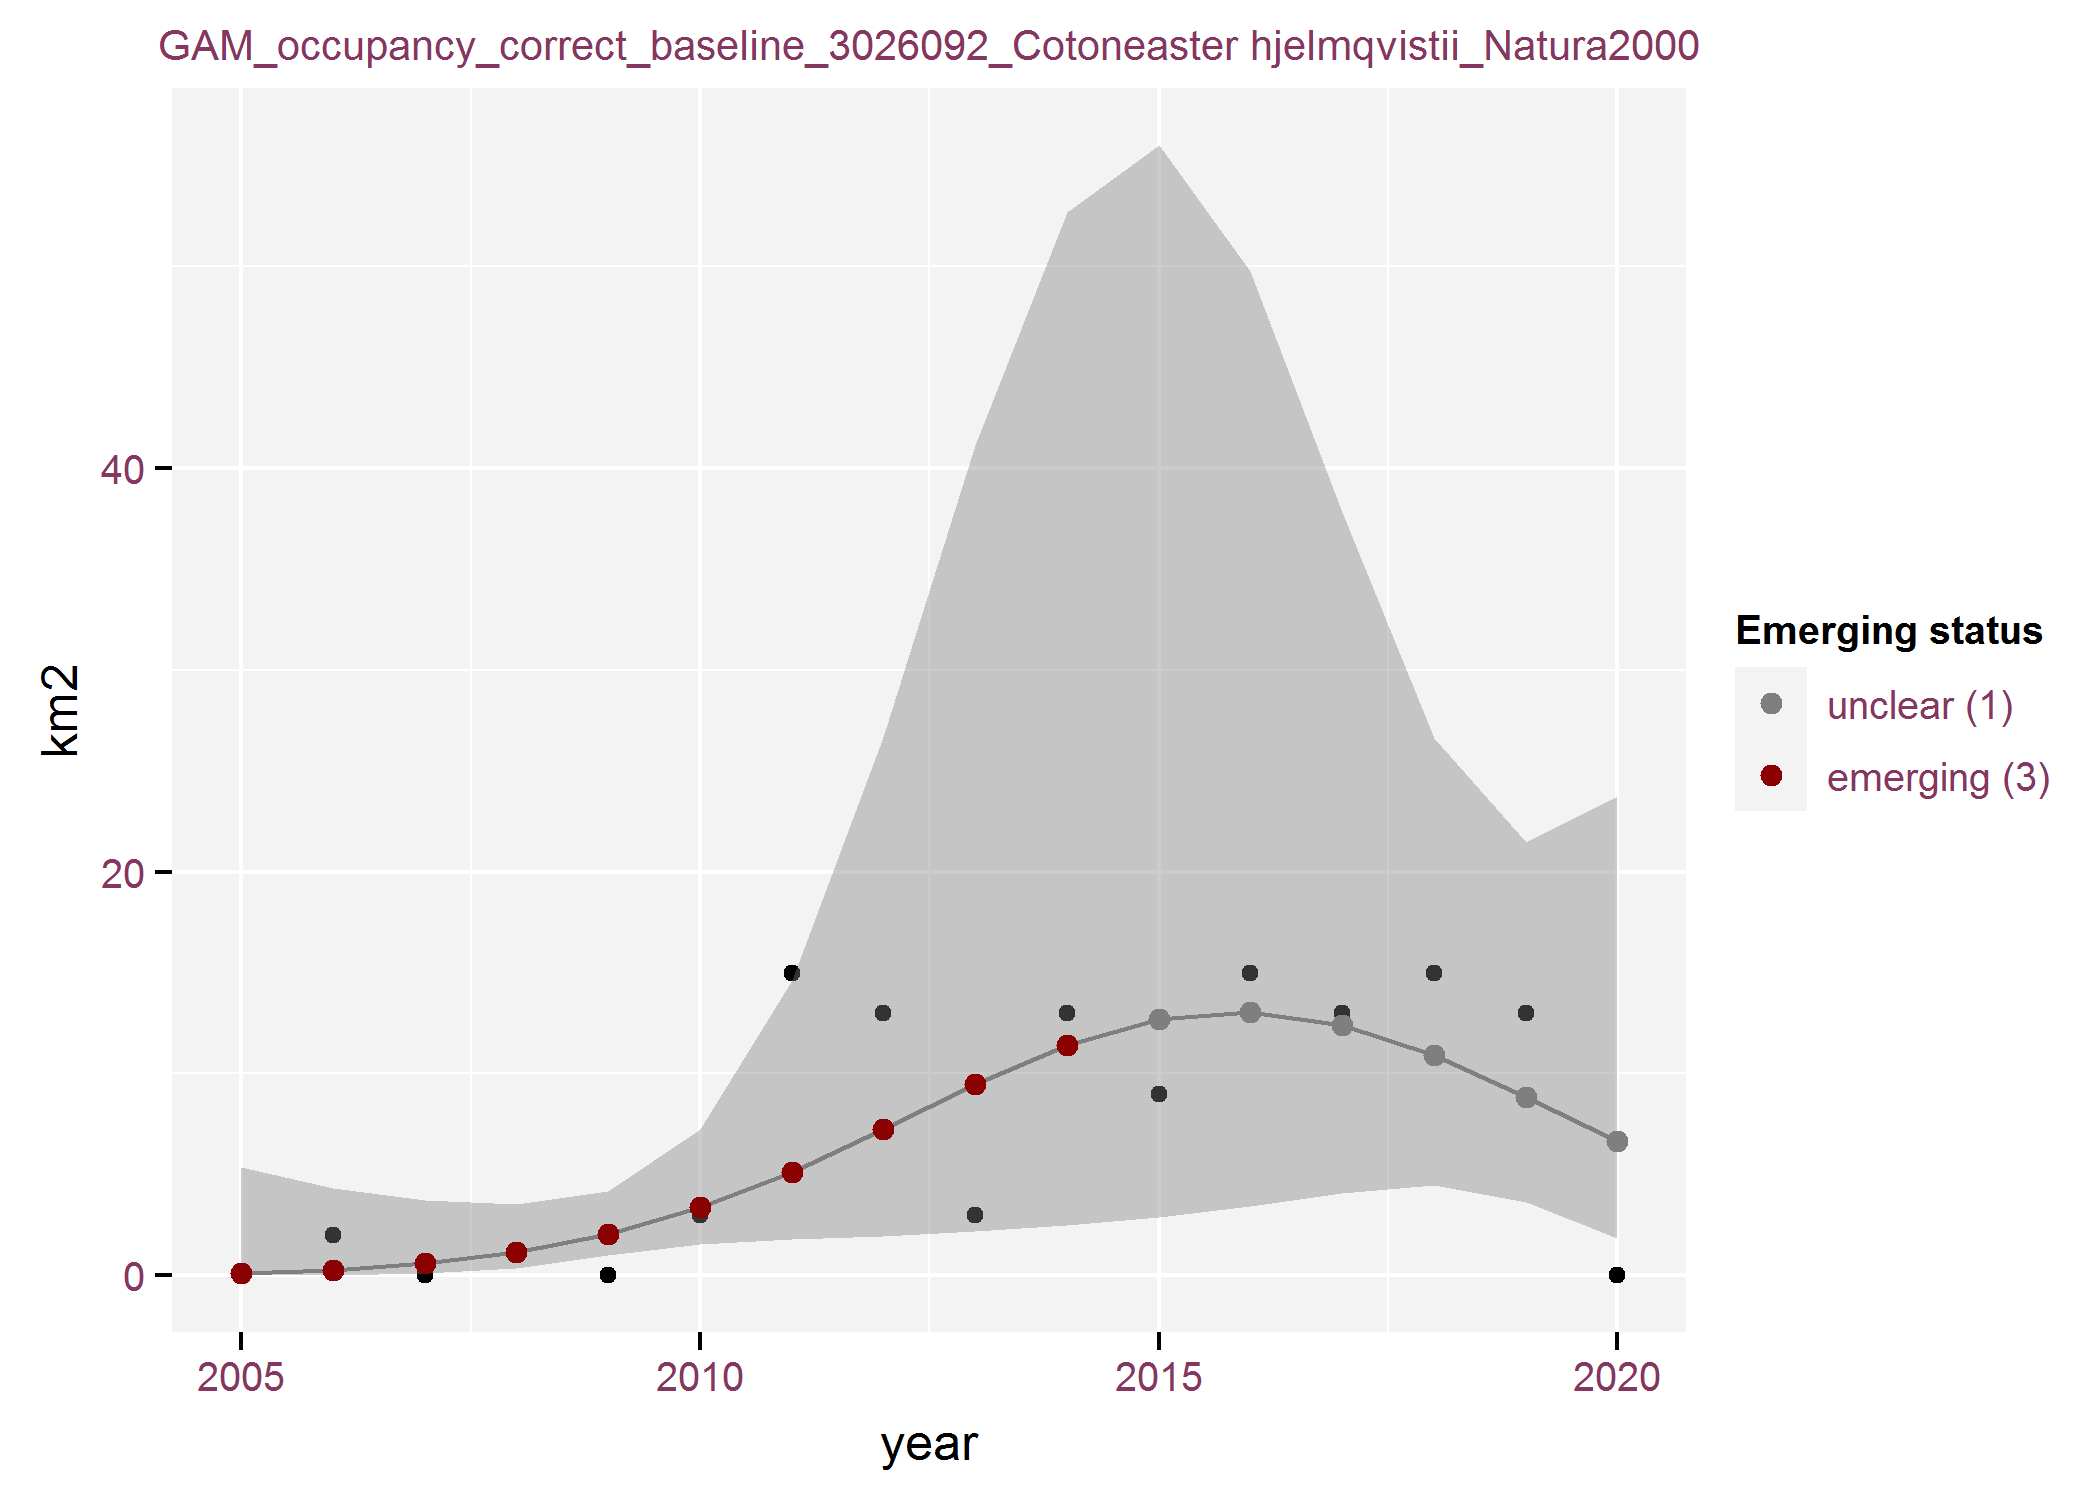 GAM_occupancy_correct_baseline_3026092_Cotoneaster hjelmqvistii_Natura2000
40
20
0
km2
2005 2010 2015 2020
year
Emerging status
unclear (1)
emerging (3)